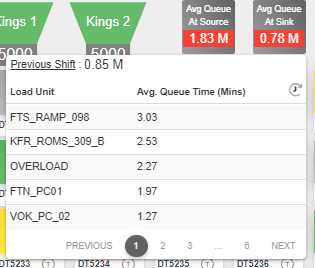 Kings 1
Kings 2
Avg Queue
At Source
1.83 M
Avg Queue
At Sink
0.78 M
5000
5000
Previous Shift : 0.85 M
Load Unit
Avg. Queue Time (Mins)
FTS_RAMP_098
3.03
KFR_ROMS_309_B
2.53
OVERLOAD
2.27
FTN_PC01
1.97
VOK_PC_02
1.27
PREVIOUS 1 2 3 ... 6 NEXT
DT5233 (T) DT5234 (T) DT5235 (T) DT5236 (T)